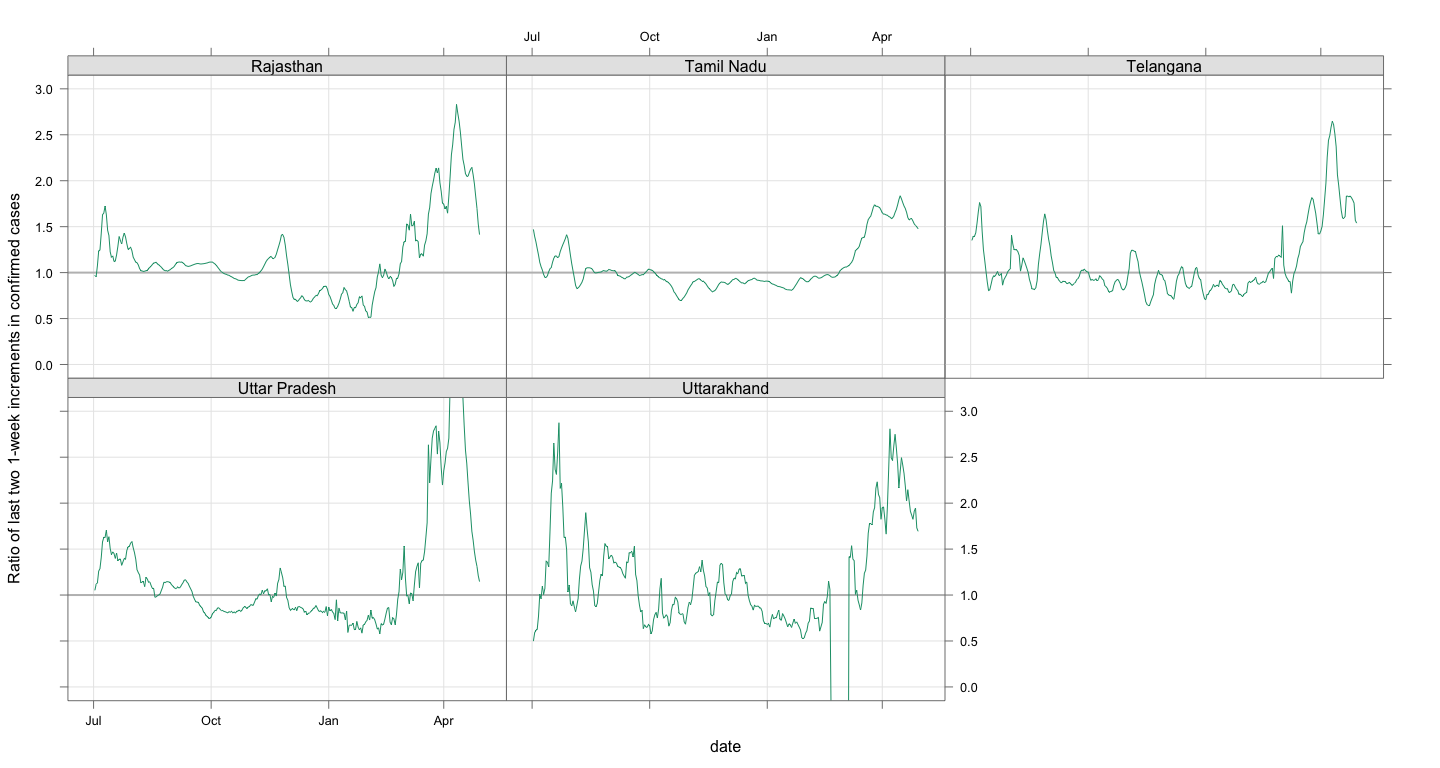 Jul Oct Jan Apr
Rajasthan Tamil Nadu Telangana
3.0
2.5
2.0
1.5
1.0
0.5
0.0
Uttar Pradesh Uttarakhand
3.0
2.5
2.0
1.5
1.0
0.5
0.0
Jul Oct Jan Apr
date
Ratio of last two 1-week increments in confirmed cases